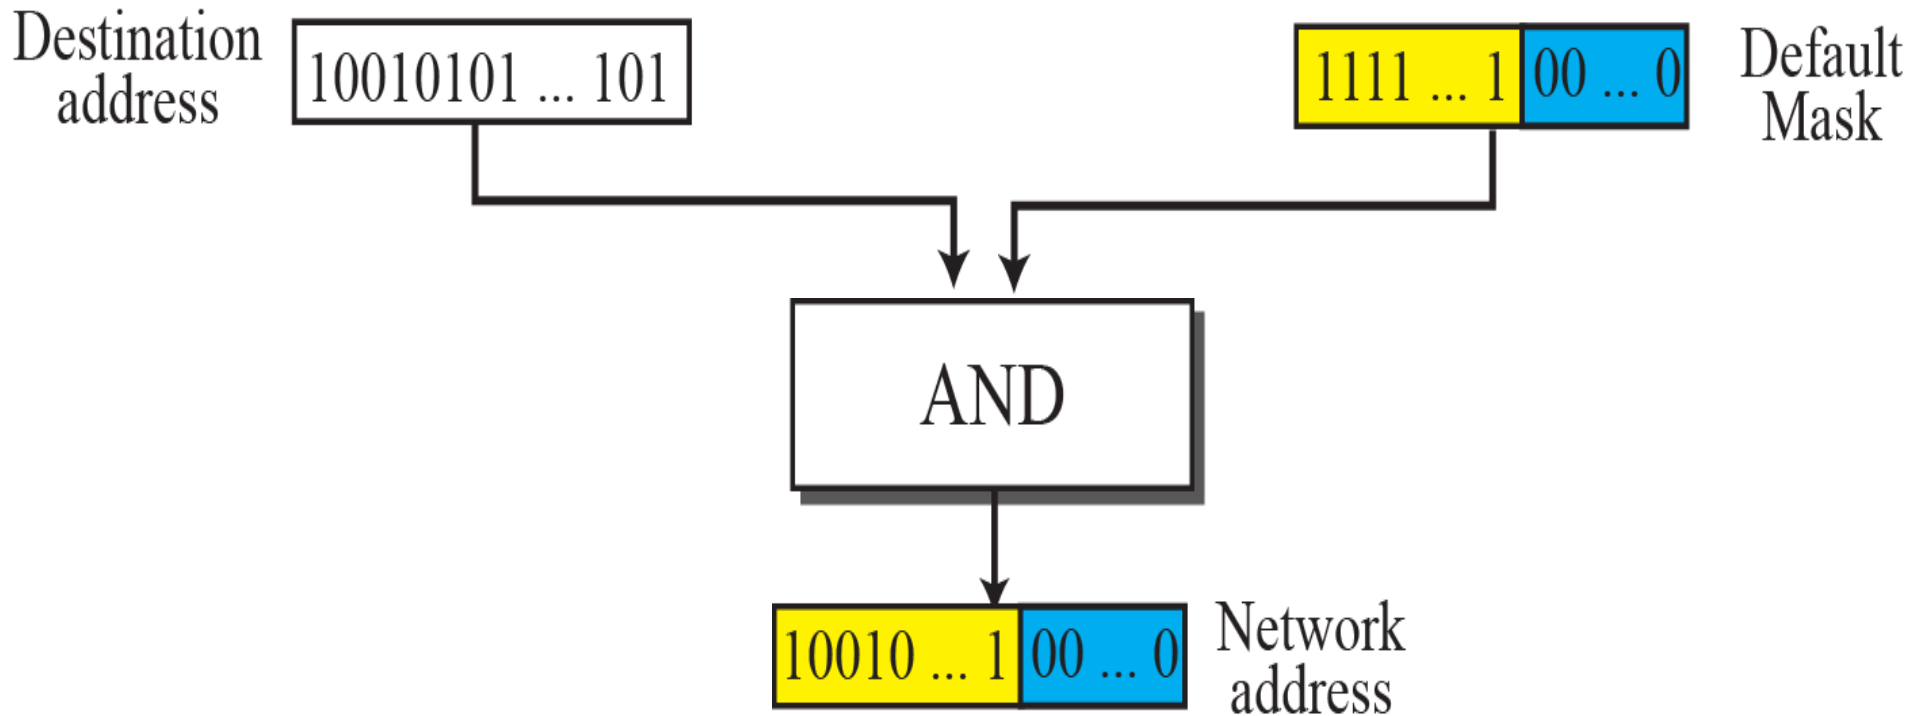 Destination
address
10010101 ... 101
1111 ... 1 00 ... 0
Default
Mask
AND
10010 ... 1 00 ... 0
Network
address